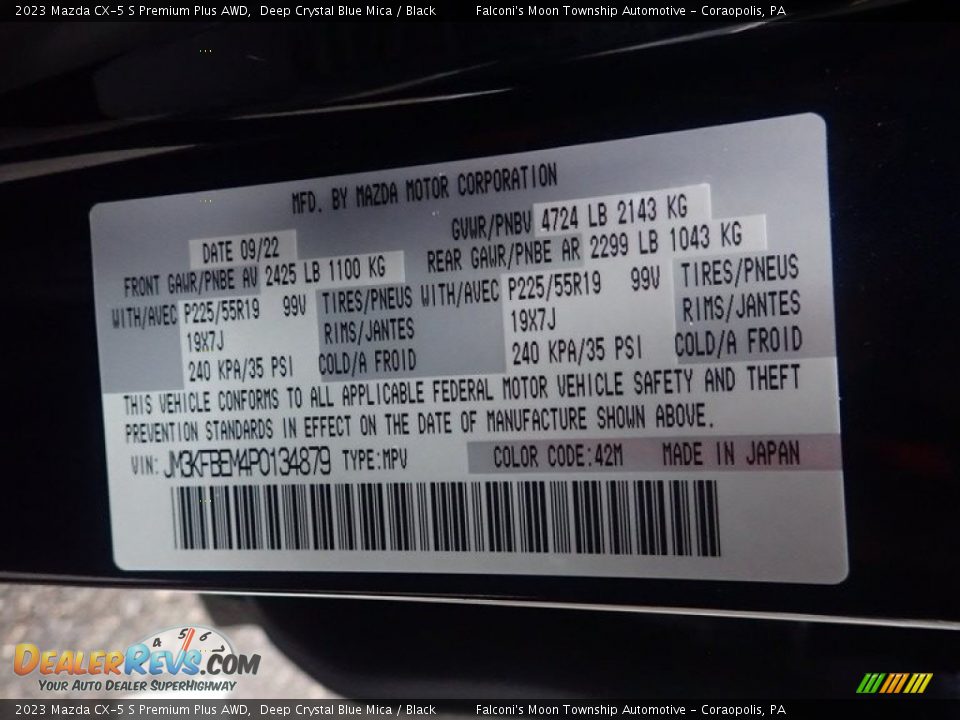 2023 Mazda CX-5 S Premium Plus AWD, Deep Crystal Blue Mica / Black Falconi's Moon Township Automotive - Coraopolis, PA
MFD. BY MAZDA MOTOR CORPORATION
DATE 09/22 GVWR/PNBV 4724 LB 2143 KG
FRONT GAWR/PNBE AV 2425 LB 1100 KG REAR GAWR/PNBE AR 2299 LB 1043 KG
WITH/AVEC P225/55R19 99V TIRES/PNEUS WITH/AVEC P225/55R19 99V TIRES/PNEUS
19X7J RIMS/JANTES 19X7J RIMS/JANTES
240 KPA/35 PSI COLD/A FROID 240 KPA/35 PSI COLD/A FROID
THIS VEHICLE CONFORMS TO ALL APPLICABLE FEDERAL MOTOR VEHICLE SAFETY AND THEFT
PREVENTION STANDARDS IN EFFECT ON THE DATE OF MANUFACTURE SHOWN ABOVE.
VIN: JM3KFBEM4P0134879 TYPE:MPV COLOR CODE:42M MADE IN JAPAN
4 5 6
DEALERREVS.COM
YOUR AUTO DEALER SUPERHIGHWAY
2023 Mazda CX-5 S Premium Plus AWD, Deep Crystal Blue Mica / Black Falconi's Moon Township Automotive - Coraopolis, PA